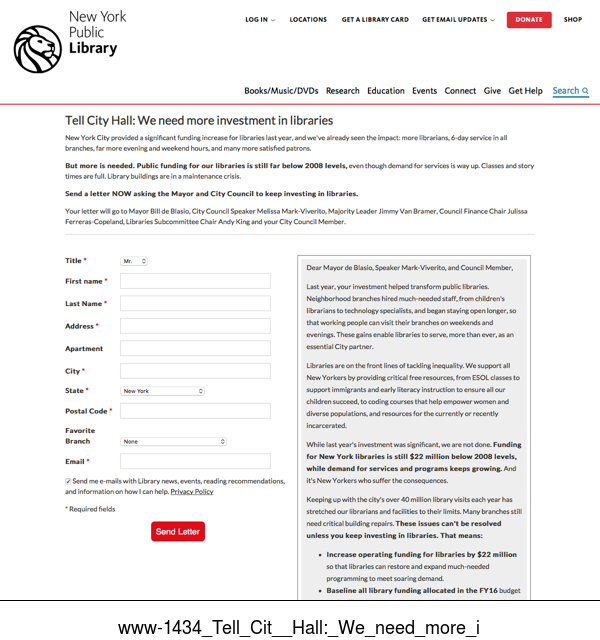 New York
Public
Library
LOG IN
LOCATIONS
GET A LIBRARY CARD
GET EMAIL UPDATES
DONATE
SHOP
Books/Music/DVDs Research Education Events Connect Give Get Help Search
Tell City Hall: We need more investment in libraries
New York City provided a significant funding increase for libraries last year, and we've already seen the impact: more librarians, 6-day service in all
branches, far more evening and weekend hours, and many more satisfied patrons.
But more is needed. Public funding for our libraries is still far below 2008 levels, even though demand for services is way up. Classes and story
times are full. Library buildings are in a maintenance crisis.
Send a letter NOW asking the Mayor and City Council to keep investing in libraries.
Your letter will go to Mayor Bill de Blasio, City Council Speaker Melissa Mark-Viverito, Majority Leader Jimmy Van Bramer, Council Finance Chair Julissa
Ferreras-Copeland, Libraries Subcommittee Chair Andy King and your City Council Member.
Title * Mr.
First name *
Last Name *
Address *
Apartment
City *
State * New York
Postal Code *
Favorite
Branch None
Email *
Send me e-mails with Library news, events, reading recommendations,
and information on how I can help. Privacy Policy
* Required fields
Send Letter
Dear Mayor de Blasio, Speaker Mark-Viverito, and Council Member,
Last year, your investment helped transform public libraries.
Neighborhood branches hired much-needed staff, from children's
librarians to technology specialists, and began staying open longer, so
that working people can visit their branches on weekends and
evenings. These gains enable libraries to serve, more than ever, as an
essential City partner.
Libraries are on the front lines of tackling inequality. We support all
New Yorkers by providing critical free resources, from ESOL classes to
support immigrants and early literacy instruction to ensure all our
children succeed, to coding courses that help empower women and
diverse populations, and resources for the currently or recently
incarcerated.
While last year's investment was significant, we are not done. Funding
for New York libraries is still $22 million below 2008 levels,
while demand for services and programs keeps growing. And
it's New Yorkers who suffer the consequences.
Keeping up with the city's over 40 million library visits each year has
stretched our librarians and facilities to their limits. Many branches still
need critical building repairs. These issues can't be resolved
unless you keep investing in libraries. That means:
• Increase operating funding for libraries by $22 million
so that libraries can restore and expand much-needed
programming to meet soaring demand.
• Baseline all library funding allocated in the FY16 budget
www-1434_Tell_Cit__Hall:_We_need_more_i